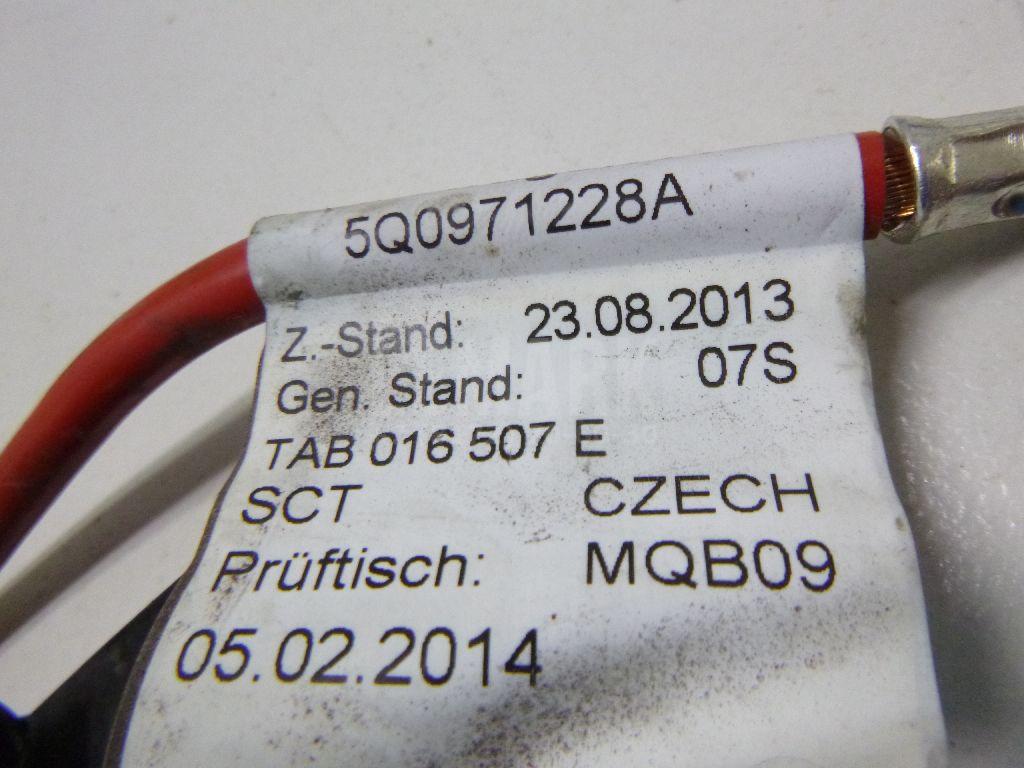 5Q0971228A
Z.-Stand: 23.08.2013
Gen. Stand: 07S
TAB 016 507 E
SCT CZECH
Prüftisch: MQB09
05.02.2014